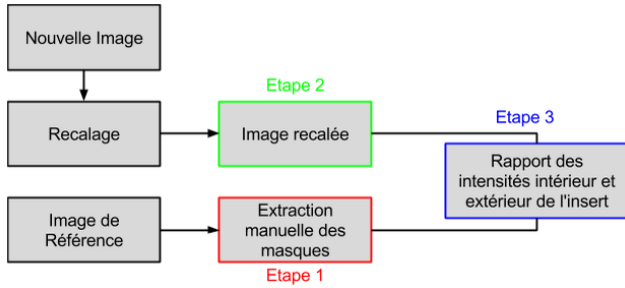 Nouvelle Image
Etape 2
Etape 3
Recalage
Image recalée
Rapport des
intensités intérieur et
extérieur de l'insert
Image de
Référence
Extraction
manuelle des
masques
Etape 1